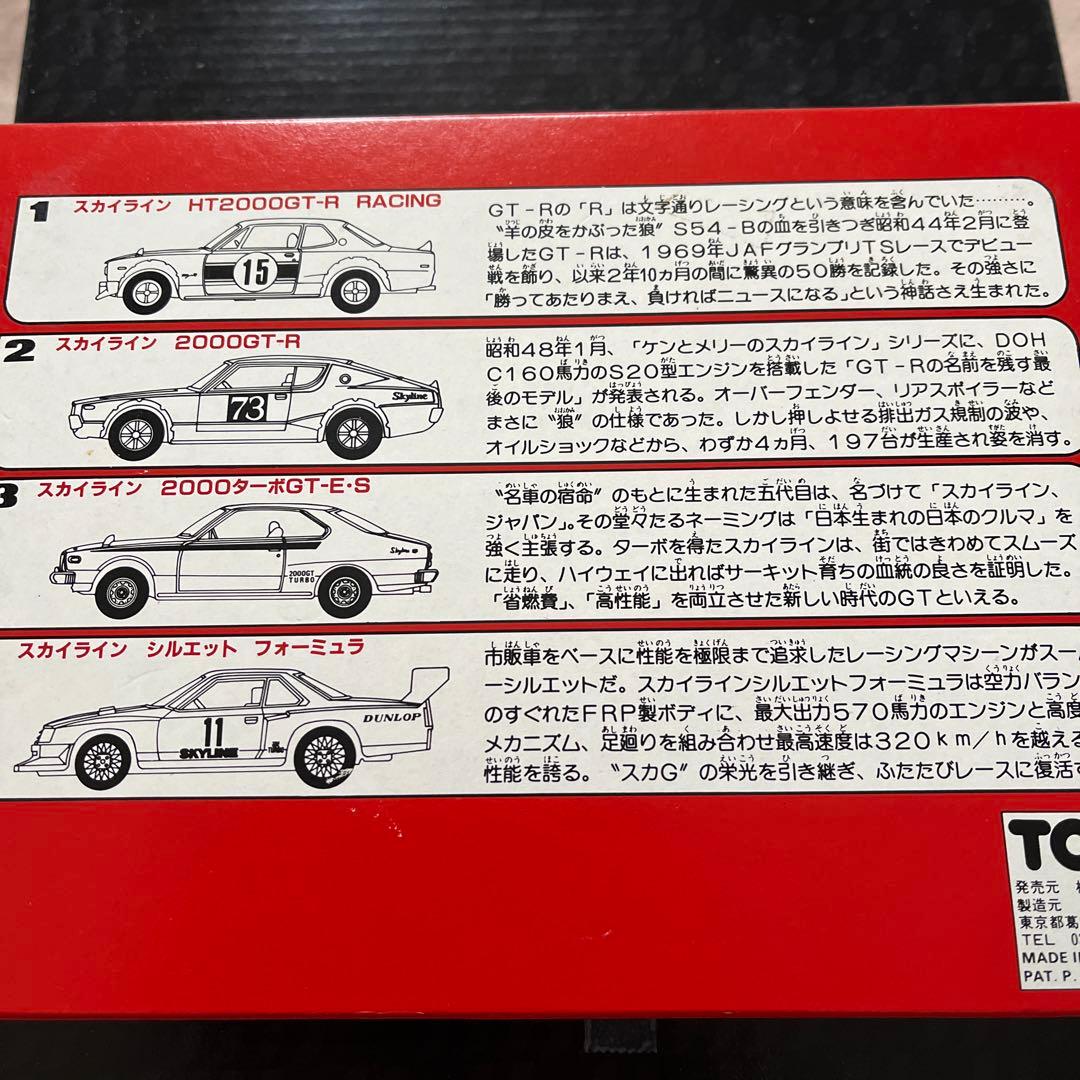 1 スカイライン HT2000GT-R RACING
15
GT-Rの「R」は文字通りレーシングという意味を含んでいた………。
〝羊の皮をかぶった狼〟S54-Bの血を引きつぎ昭和44年2月に登
場したGT-Rは、1969年JAFグランプリTSレースでデビュー
戦を飾り、以来2年10ヵ月の間に驚異の50勝を記録した。その強さに
「勝ってあたりまえ、負ければニュースになる」という神話さえ生まれた。
2 スカイライン 2000GT-R
73
Skyline
昭和48年1月、「ケンとメリーのスカイライン」シリーズに、DOH
C160馬力のS20型エンジンを搭載した「GT-Rの名前を残す最
後のモデル」が発表される。オーバーフェンダー、リアスポイラーなど
まさに〝狼〟の仕様であった。しかし押しよせる排出ガス規制の波や、
オイルショックなどから、わずか4ヵ月、197台が生産され姿を消す。
3 スカイライン 2000ターボGT-E・S
Skyline
2000GT
TURBO
〝名車の宿命〟のもとに生まれた五代目は、名づけて「スカイライン、
ジャパン」。その堂々たるネーミングは「日本生まれの日本のクルマ」を
強く主張する。ターボを得たスカイラインは、街ではきわめてスムーズ
に走り、ハイウェイに出ればサーキット育ちの血統の良さを証明した。
「省燃費」、「高性能」を両立させた新しい時代のGTといえる。
スカイライン シルエット フォーミュラ
11
SKYLINE
TURBO
DUNLOP
市販車をベースに性能を極限まで追求したレーシングマシーンがスー
ーシルエットだ。スカイラインシルエットフォーミュラは空力バラン
のすぐれたFRP製ボディに、最大出力570馬力のエンジンと高度
メカニズム、足廻りを組み合わせ最高速度は320km/hを越える
性能を誇る。〝スカG〟の栄光を引き継ぎ、ふたたびレースに復活
TO
発売元
製造元
東京都葛
TEL 0
MADE I
PAT. P.